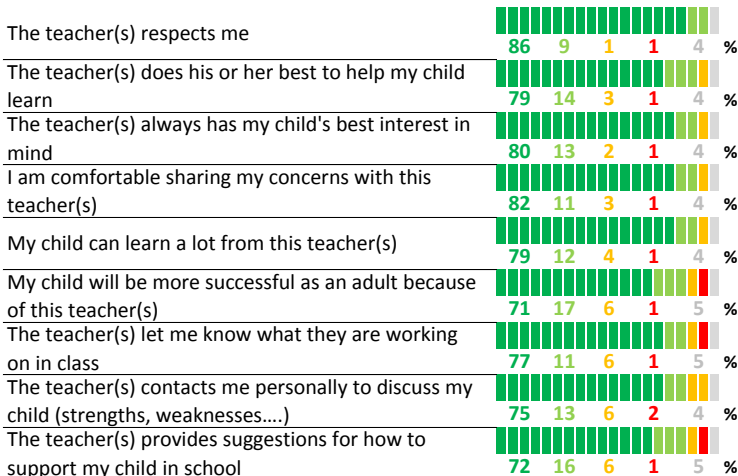 The teacher(s) respects me
86 9 1 1 4 %
The teacher(s) does his or her best to help my child
learn
79 14 3 1 4 %
The teacher(s) always has my child's best interest in
mind
80 13 2 1 4 %
I am comfortable sharing my concerns with this
teacher(s)
82 11 3 1 4 %
My child can learn a lot from this teacher(s)
79 12 4 1 4 %
My child will be more successful as an adult because
of this teacher(s)
71 17 6 1 5 %
The teacher(s) let me know what they are working
on in class
77 11 6 1 5 %
The teacher(s) contacts me personally to discuss my
child (strengths, weaknesses....)
75 13 6 2 4 %
The teacher(s) provides suggestions for how to
support my child in school
72 16 6 1 5 %